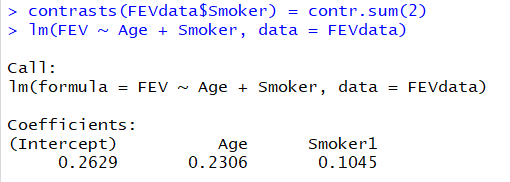 > contrasts(FEVdata$Smoker) = contr.sum(2)
> lm(FEV ~ Age + Smoker, data = FEVdata)
Call:
lm(formula = FEV ~ Age + Smoker, data = FEVdata)
Coefficients:
(Intercept) Age Smoker1
0.2629 0.2306 0.1045